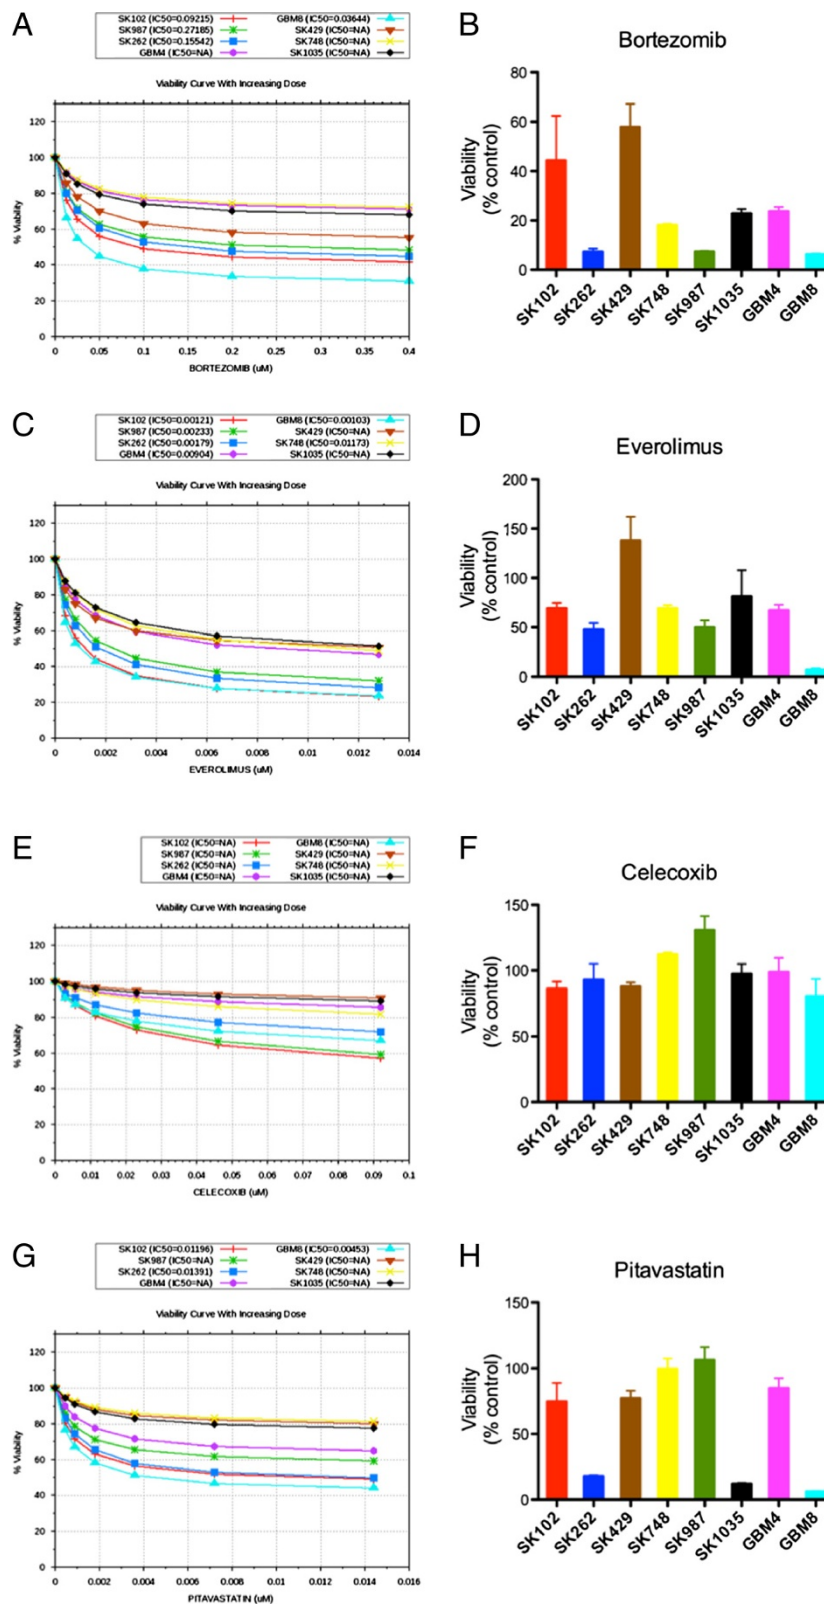 A
SK102 (IC50=0.09215) GBM8 (IC50=0.03644)
SK987 (IC50=0.27185) SK429 (IC50=NA)
SK262 (IC50=0.15542) SK748 (IC50=NA)
GBM4 (IC50=NA) SK1035 (IC50=NA)
Viability Curve With Increasing Dose
% Viability
120
100
80
60
40
20
0
0 0.05 0.1 0.15 0.2 0.25 0.3 0.35 0.4
BORTEZOMIB (uM)
B
Bortezomib
Viability
(% control)
80
60
40
20
0
SK102 SK262 SK429 SK748 SK987 SK1035 GBM4 GBM8
C
SK102 (IC50=0.00121) GBM8 (IC50=0.00103)
SK987 (IC50=0.00233) SK429 (IC50=NA)
SK262 (IC50=0.00179) SK748 (IC50=0.01173)
GBM4 (IC50=0.00904) SK1035 (IC50=NA)
Viability Curve With Increasing Dose
% Viability
120
100
80
60
40
20
0
0 0.002 0.004 0.006 0.008 0.01 0.012 0.014
EVEROLIMUS (uM)
D
Everolimus
Viability
(% control)
200
150
100
50
0
SK102 SK262 SK429 SK748 SK987 SK1035 GBM4 GBM8
E
SK102 (IC50=NA) GBM8 (IC50=NA)
SK987 (IC50=NA) SK429 (IC50=NA)
SK262 (IC50=NA) SK748 (IC50=NA)
GBM4 (IC50=NA) SK1035 (IC50=NA)
Viability Curve With Increasing Dose
% Viability
120
100
80
60
40
20
0
0 0.01 0.02 0.03 0.04 0.05 0.06 0.07 0.08 0.09 0.1
CELECOXIB (uM)
F
Celecoxib
Viability
(% control)
150
100
50
0
SK102 SK262 SK429 SK748 SK987 SK1035 GBM4 GBM8
G
SK102 (IC50=0.01196) GBM8 (IC50=0.00453)
SK987 (IC50=NA) SK429 (IC50=NA)
SK262 (IC50=0.01391) SK748 (IC50=NA)
GBM4 (IC50=NA) SK1035 (IC50=NA)
Viability Curve With Increasing Dose
% Viability
120
100
80
60
40
20
0
0 0.002 0.004 0.006 0.008 0.01 0.012 0.014 0.016
PITAVASTATIN (uM)
H
Pitavastatin
Viability
(% control)
150
100
50
0
SK102 SK262 SK429 SK748 SK987 SK1035 GBM4 GBM8